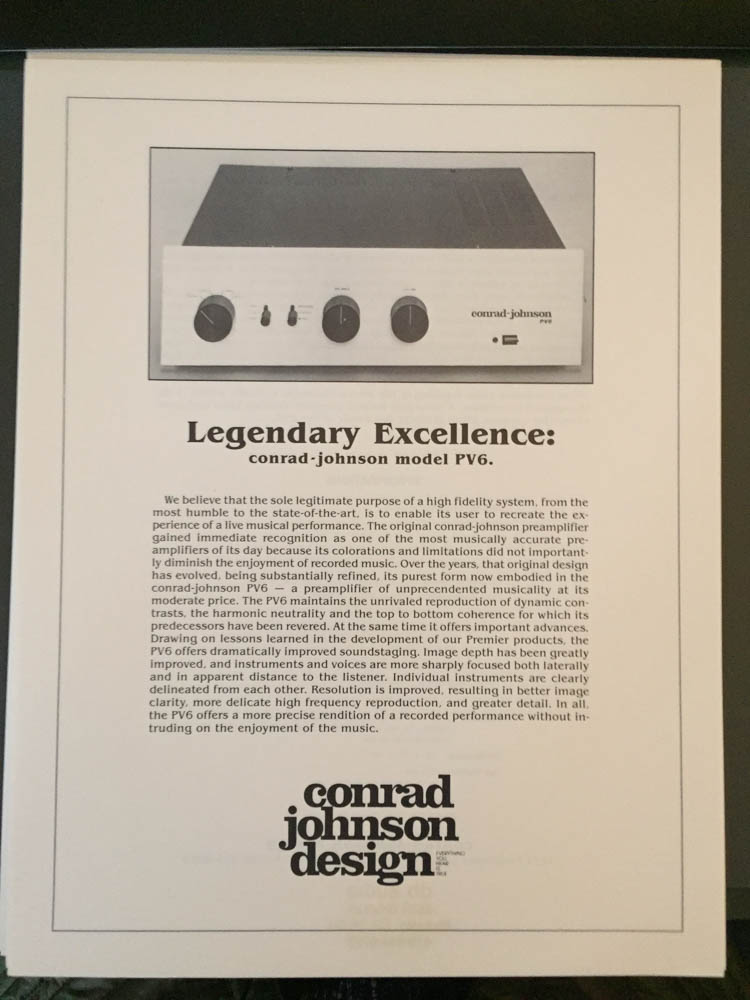 conrad-johnson
PV6
Legendary Excellence:
conrad-johnson model PV6.
We believe that the sole legitimate purpose of a high fidelity system, from the
most humble to the state-of-the-art, is to enable its user to recreate the ex-
perience of a live musical performance. The original conrad-johnson preamplifier
gained immediate recognition as one of the most musically accurate pre-
amplifiers of its day because its colorations and limitations did not important-
ly diminish the enjoyment of recorded music. Over the years, that original design
has evolved, being substantially refined, its purest form now embodied in the
conrad-johnson PV6 — a preamplifier of unprecendented musicality at its
moderate price. The PV6 maintains the unrivaled reproduction of dynamic con-
trasts, the harmonic neutrality and the top to bottom coherence for which its
predecessors have been revered. At the same time it offers important advances.
Drawing on lessons learned in the development of our Premier products, the
PV6 offers dramatically improved soundstaging. Image depth has been greatly
improved, and instruments and voices are more sharply focused both laterally
and in apparent distance to the listener. Individual instruments are clearly
delineated from each other. Resolution is improved, resulting in better image
clarity, more delicate high frequency reproduction, and greater detail. In all,
the PV6 offers a more precise rendition of a recorded performance without in-
truding on the enjoyment of the music.
conrad
johnson
design
EVERYTHING
YOU
HEAR
IS
TRUE